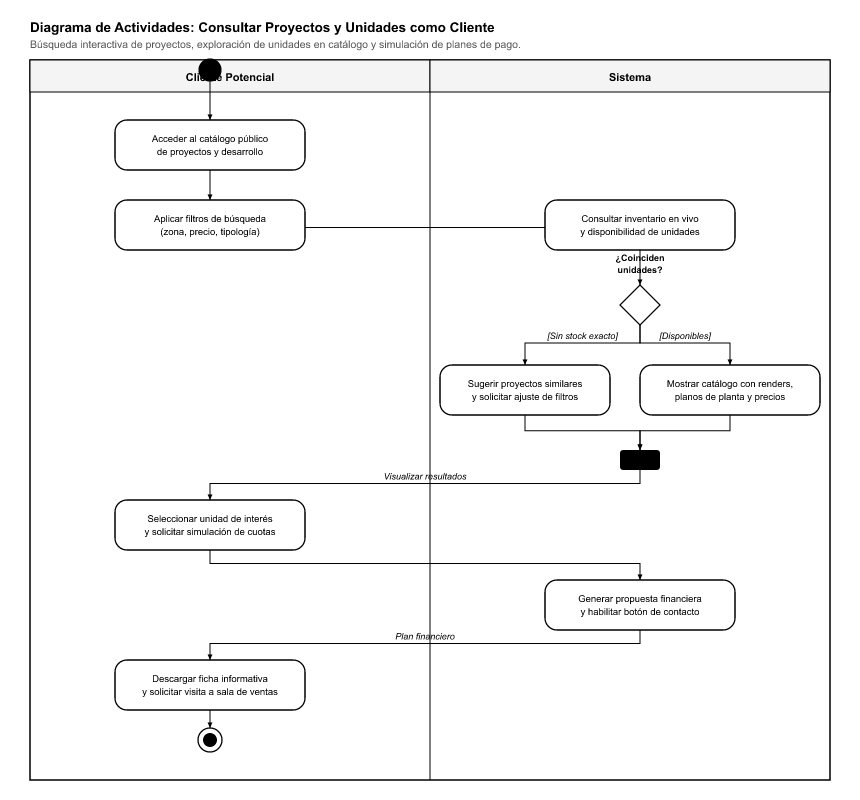 Diagrama de Actividades: Consultar Proyectos y Unidades como Cliente
Búsqueda interactiva de proyectos, exploración de unidades en catálogo y simulación de planes de pago.
Cliente Potencial
Sistema
Acceder al catálogo público
de proyectos y desarrollo
Aplicar filtros de búsqueda
(zona, precio, tipología)
Consultar inventario en vivo
y disponibilidad de unidades
¿Coinciden
unidades?
[Sin stock exacto]
[Disponibles]
Sugerir proyectos similares
y solicitar ajuste de filtros
Mostrar catálogo con renders,
planos de planta y precios
Visualizar resultados
Seleccionar unidad de interés
y solicitar simulación de cuotas
Generar propuesta financiera
y habilitar botón de contacto
Plan financiero
Descargar ficha informativa
y solicitar visita a sala de ventas